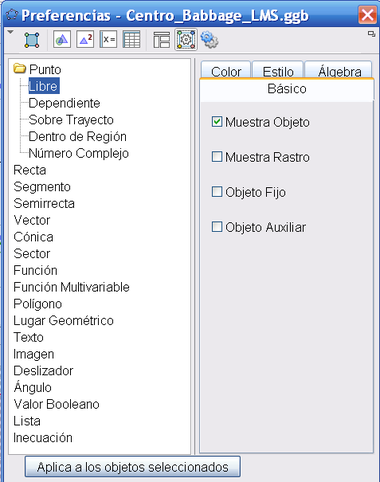 Preferencias - Centro_Babbage_LMS.ggb
Punto
Libre
Dependiente
Sobre Trayecto
Dentro de Región
Número Complejo
Recta
Segmento
Semirrecta
Vector
Cónica
Sector
Función
Función Multivariable
Polígono
Lugar Geométrico
Texto
Imagen
Deslizador
Ángulo
Valor Booleano
Lista
Inecuación
Color Estilo Álgebra
Básico
Muestra Objeto
Muestra Rastro
Objeto Fijo
Objeto Auxiliar
Aplica a los objetos seleccionados